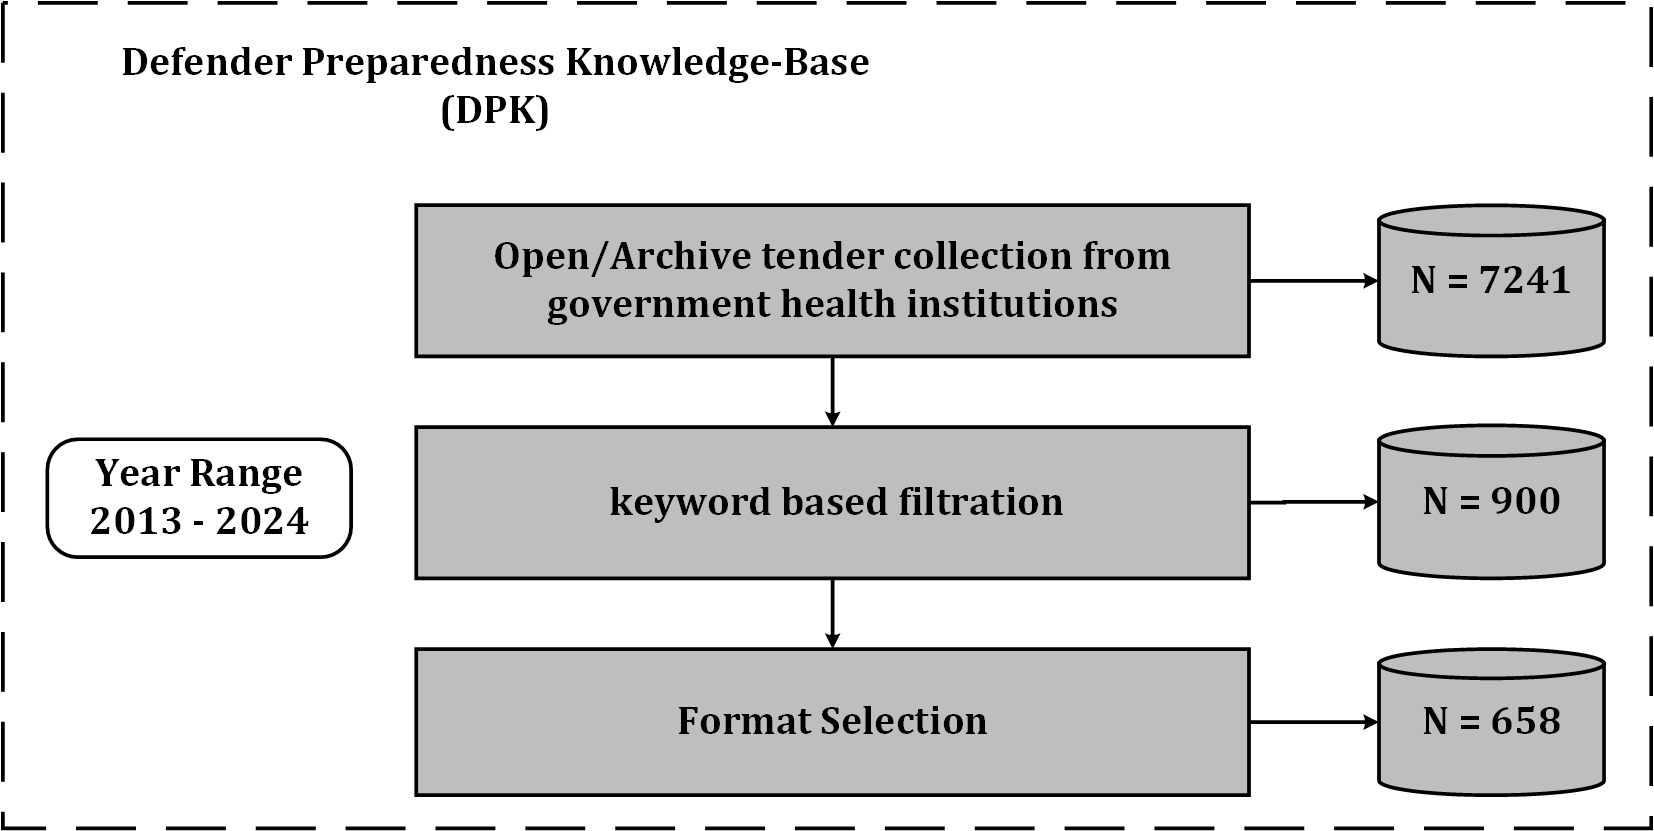 Defender Preparedness Knowledge-Base
(DPK)
Open/Archive tender collection from
government health institutions
N = 7241
Year Range
2013 - 2024
keyword based filtration
N = 900
Format Selection
N = 658